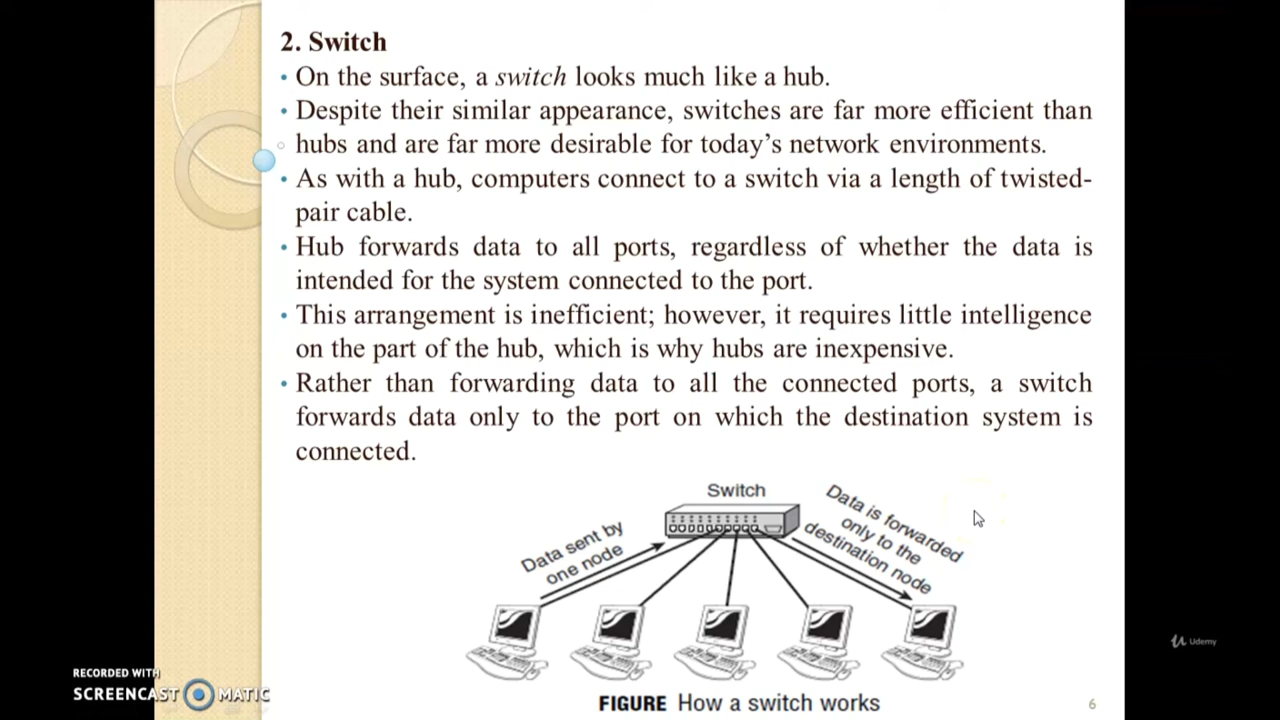 2. Switch
• On the surface, a switch looks much like a hub.
• Despite their similar appearance, switches are far more efficient than
hubs and are far more desirable for today's network environments.
• As with a hub, computers connect to a switch via a length of twisted-
pair cable.
• Hub forwards data to all ports, regardless of whether the data is
intended for the system connected to the port.
• This arrangement is inefficient; however, it requires little intelligence
on the part of the hub, which is why hubs are inexpensive.
• Rather than forwarding data to all the connected ports, a switch
forwards data only to the port on which the destination system is
connected.
Switch
Data sent by
one node
Data is forwarded
only to the
destination node
FIGURE How a switch works
6
Udemy
RECORDED WITH
SCREENCAST MATIC